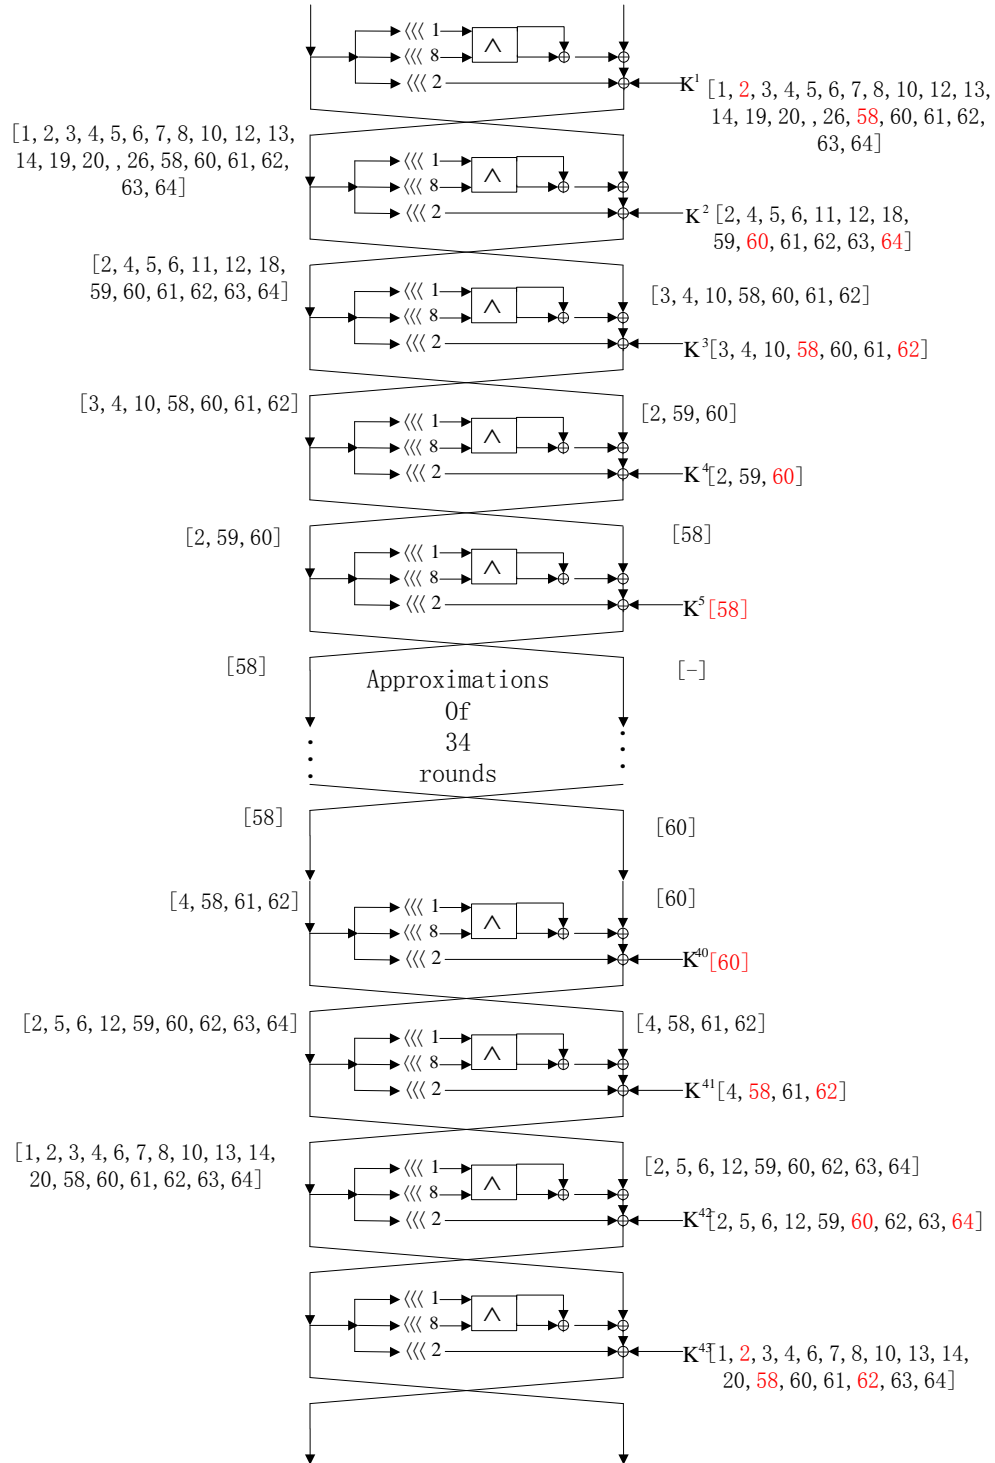 ⋘ 1
∧
⋘ 8
⋘ 2
K¹ [1, 2, 3, 4, 5, 6, 7, 8, 10, 12, 13,
14, 19, 20, , 26, 58, 60, 61, 62,
63, 64]
[1, 2, 3, 4, 5, 6, 7, 8, 10, 12, 13,
14, 19, 20, , 26, 58, 60, 61, 62,
63, 64]
⋘ 1
∧
⋘ 8
⋘ 2
K² [2, 4, 5, 6, 11, 12, 18,
59, 60, 61, 62, 63, 64]
[2, 4, 5, 6, 11, 12, 18,
59, 60, 61, 62, 63, 64]
⋘ 1
∧
⋘ 8
⋘ 2
[3, 4, 10, 58, 60, 61, 62]
K³ [3, 4, 10, 58, 60, 61, 62]
[3, 4, 10, 58, 60, 61, 62]
⋘ 1
∧
⋘ 8
⋘ 2
[2, 59, 60]
K⁴ [2, 59, 60]
[2, 59, 60]
⋘ 1
∧
⋘ 8
⋘ 2
[58]
K⁵ [58]
[58]
[-]
Approximations
Of
34
rounds
[58]
[60]
[4, 58, 61, 62]
[60]
⋘ 1
∧
⋘ 8
⋘ 2
K⁴⁰ [60]
[2, 5, 6, 12, 59, 60, 62, 63, 64]
[4, 58, 61, 62]
⋘ 1
∧
⋘ 8
⋘ 2
K⁴¹ [4, 58, 61, 62]
[1, 2, 3, 4, 6, 7, 8, 10, 13, 14,
20, 58, 60, 61, 62, 63, 64]
[2, 5, 6, 12, 59, 60, 62, 63, 64]
⋘ 1
∧
⋘ 8
⋘ 2
K⁴² [2, 5, 6, 12, 59, 60, 62, 63, 64]
⋘ 1
∧
⋘ 8
⋘ 2
K⁴³ [1, 2, 3, 4, 6, 7, 8, 10, 13, 14,
20, 58, 60, 61, 62, 63, 64]